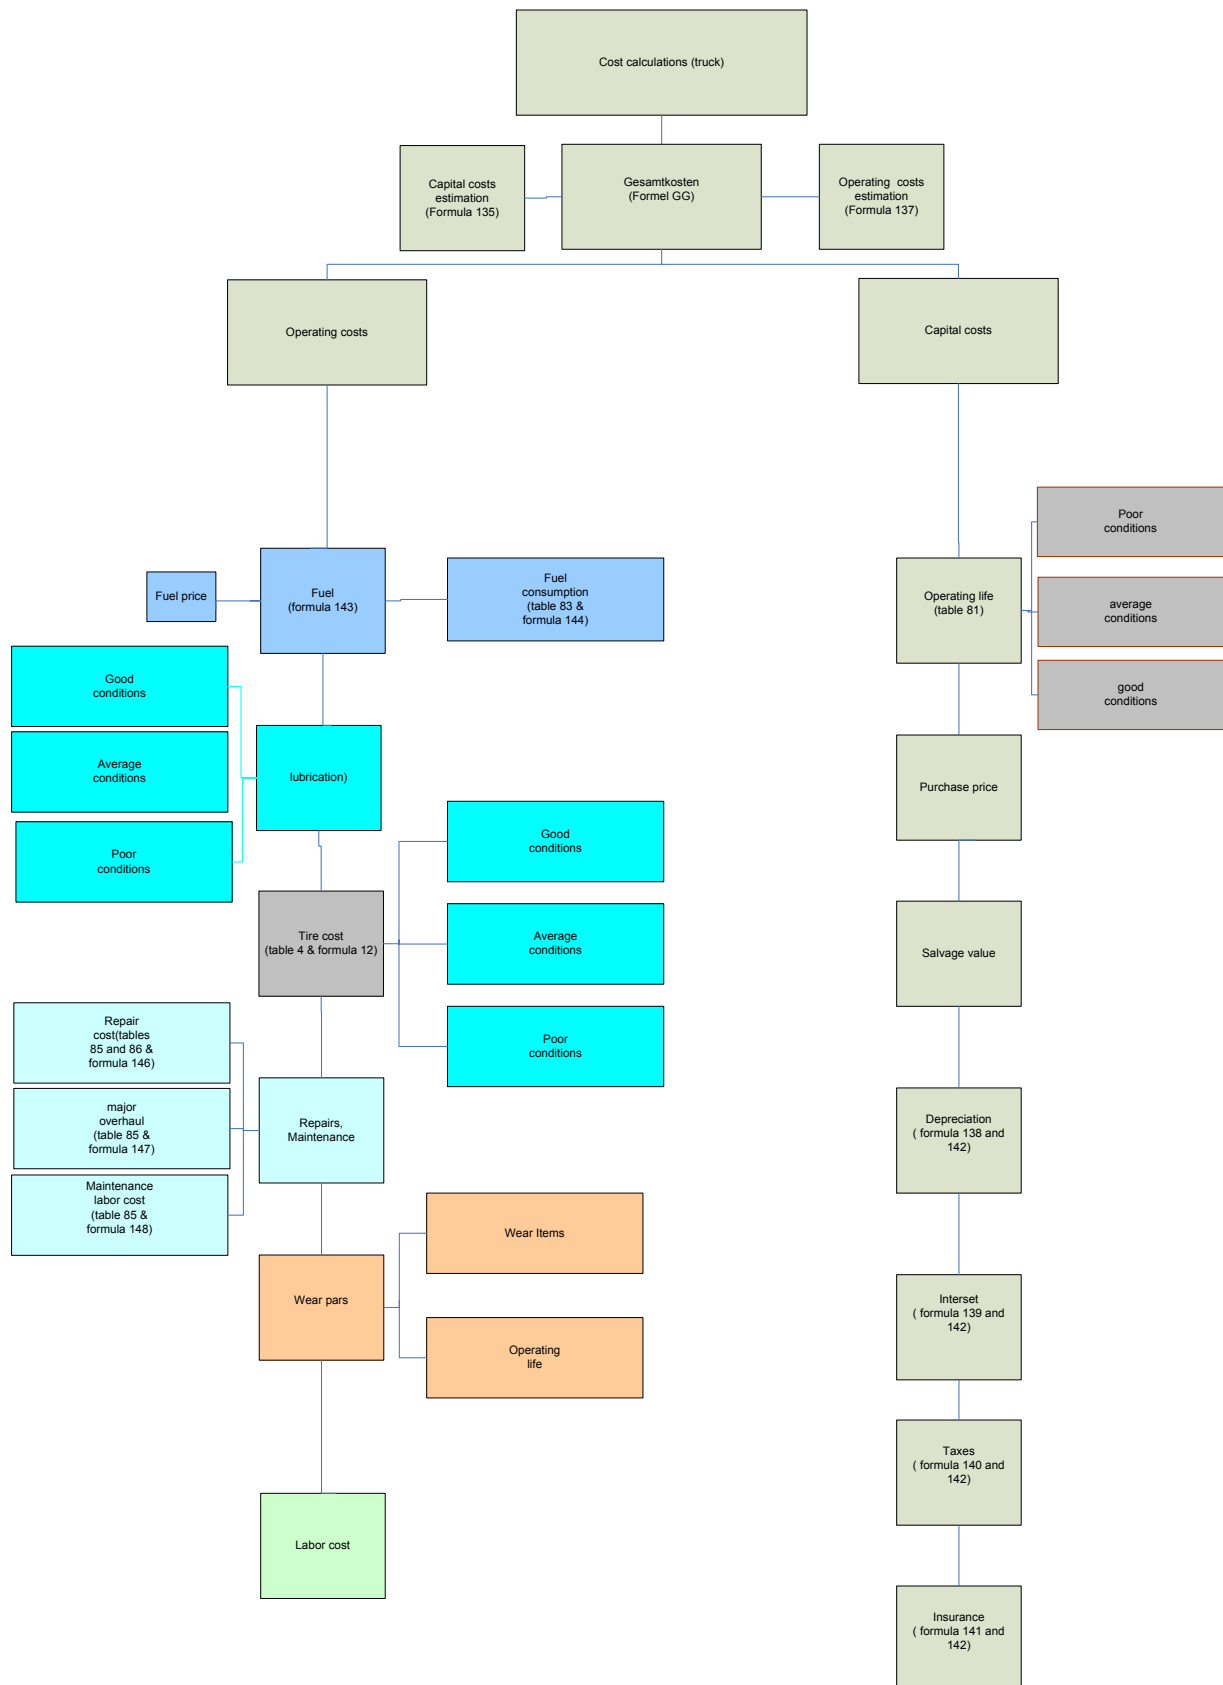 Cost calculations (truck)
Capital costs
estimation
(Formula 135)
Gesamtkosten
(Formel GG)
Operating  costs
estimation
(Formula 137)
Operating costs
Capital costs
Fuel price
Fuel
(formula 143)
Fuel
consumption
(table 83 &
formula 144)
Good
conditions
Average
conditions
Poor
conditions
lubrication)
Tire cost
(table 4 & formula 12)
Good
conditions
Average
conditions
Poor
conditions
Repair
cost(tables
85 and 86 &
formula 146)
major
overhaul
(table 85 &
formula 147)
Maintenance
labor cost
(table 85 &
formula 148)
Repairs,
Maintenance
Wear pars
Wear Items
Operating
life
Labor cost
Operating life
(table 81)
Poor
conditions
average
conditions
good
conditions
Purchase price
Salvage value
Depreciation
( formula 138 and
142)
Interset
( formula 139 and
142)
Taxes
( formula 140 and
142)
Insurance
( formula 141 and
142)